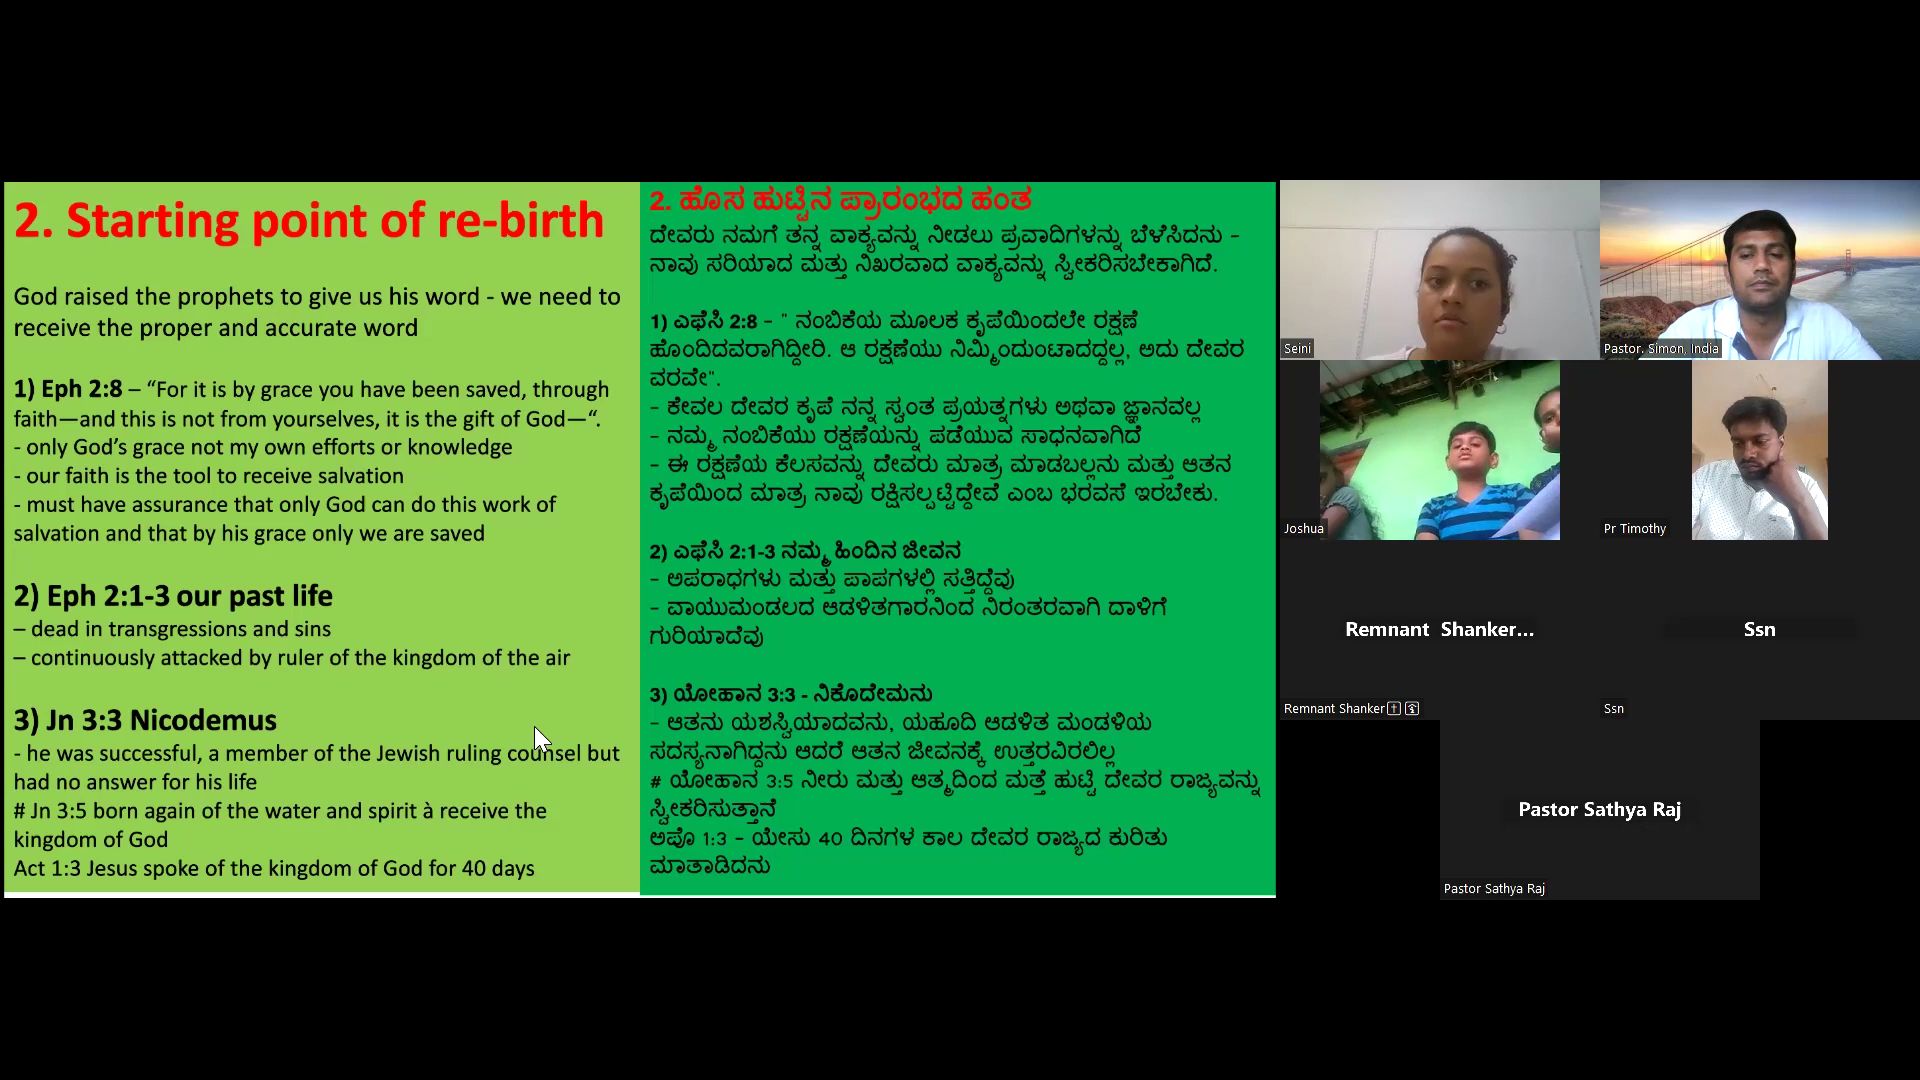 2. Starting point of re-birth
God raised the prophets to give us his word - we need to
receive the proper and accurate word
1) Eph 2:8 – “For it is by grace you have been saved, through
faith—and this is not from yourselves, it is the gift of God—“.
- only God’s grace not my own efforts or knowledge
- our faith is the tool to receive salvation
- must have assurance that only God can do this work of
salvation and that by his grace only we are saved
2) Eph 2:1-3 our past life
– dead in transgressions and sins
– continuously attacked by ruler of the kingdom of the air
3) Jn 3:3 Nicodemus
- he was successful, a member of the Jewish ruling counsel but
had no answer for his life
# Jn 3:5 born again of the water and spirit à receive the
kingdom of God
Act 1:3 Jesus spoke of the kingdom of God for 40 days
2. ಹೊಸ ಹುಟ್ಟಿನ ಪ್ರಾರಂಭದ ಹಂತ
ದೇವರು ನಮಗೆ ತನ್ನ ವಾಕ್ಯವನ್ನು ನೀಡಲು ಪ್ರವಾದಿಗಳನ್ನು ಬೆಳೆಸಿದನು –
ನಾವು ಸರಿಯಾದ ಮತ್ತು ನಿಖರವಾದ ವಾಕ್ಯವನ್ನು ಸ್ವೀಕರಿಸಬೇಕಾಗಿದೆ.
1) ಎಫೆಸಿ 2:8 – " ನಂಬಿಕೆಯ ಮೂಲಕ ಕೃಪೆಯಿಂದಲೇ ರಕ್ಷಣೆ
ಹೊಂದಿದವರಾಗಿದ್ದೀರಿ. ಆ ರಕ್ಷಣೆಯು ನಿಮ್ಮಿಂದುಂಟಾದದ್ದಲ್ಲ, ಅದು ದೇವರ
ವರವೇ".
– ಕೇವಲ ದೇವರ ಕೃಪೆ ನನ್ನ ಸ್ವಂತ ಪ್ರಯತ್ನಗಳು ಅಥವಾ ಜ್ಞಾನವಲ್ಲ
– ನಮ್ಮ ನಂಬಿಕೆಯು ರಕ್ಷಣೆಯನ್ನು ಪಡೆಯುವ ಸಾಧನವಾಗಿದೆ
– ಈ ರಕ್ಷಣೆಯ ಕೆಲಸವನ್ನು ದೇವರು ಮಾತ್ರ ಮಾಡಬಲ್ಲನು ಮತ್ತು ಆತನ
ಕೃಪೆಯಿಂದ ಮಾತ್ರ ನಾವು ರಕ್ಷಿಸಲ್ಪಟ್ಟಿದ್ದೇವೆ ಎಂಬ ಭರವಸೆ ಇರಬೇಕು.
2) ಎಫೆಸಿ 2:1-3 ನಮ್ಮ ಹಿಂದಿನ ಜೀವನ
– ಅಪರಾಧಗಳು ಮತ್ತು ಪಾಪಗಳಲ್ಲಿ ಸತ್ತಿದ್ದೆವು
– ವಾಯುಮಂಡಲದ ಆಡಳಿತಗಾರನಿಂದ ನಿರಂತರವಾಗಿ ದಾಳಿಗೆ
ಗುರಿಯಾದೆವು
3) ಯೋಹಾನ 3:3 - ನಿಕೊದೇಮನು
– ಆತನು ಯಶಸ್ವಿಯಾದವನು, ಯಹೂದಿ ಆಡಳಿತ ಮಂಡಳಿಯ
ಸದಸ್ಯನಾಗಿದ್ದನು ಆದರೆ ಆತನ ಜೀವನಕ್ಕೆ ಉತ್ತರವಿರಲಿಲ್ಲ
# ಯೋಹಾನ 3:5 ನೀರು ಮತ್ತು ಆತ್ಮದಿಂದ ಮತ್ತೆ ಹುಟ್ಟಿ ದೇವರ ರಾಜ್ಯವನ್ನು
ಸ್ವೀಕರಿಸುತ್ತಾನೆ
ಅಪೊ 1:3 – ಯೇಸು 40 ದಿನಗಳ ಕಾಲ ದೇವರ ರಾಜ್ಯದ ಕುರಿತು
ಮಾತಾಡಿದನು
Seini
Pastor. Simon, India
Joshua
Pr Timothy
Remnant Shanker...
Ssn
Remnant Shanker
Ssn
Pastor Sathya Raj
Pastor Sathya Raj